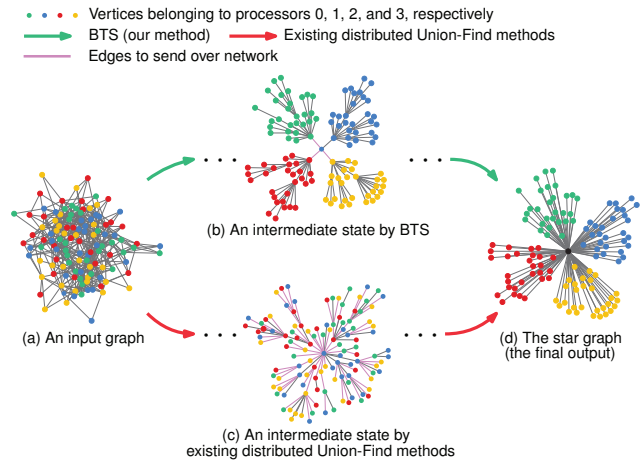 Vertices belonging to processors 0, 1, 2, and 3, respectively
BTS (our method)
Existing distributed Union-Find methods
Edges to send over network
(b) An intermediate state by BTS
(a) An input graph
(d) The star graph
(the final output)
(c) An intermediate state by
existing distributed Union-Find methods